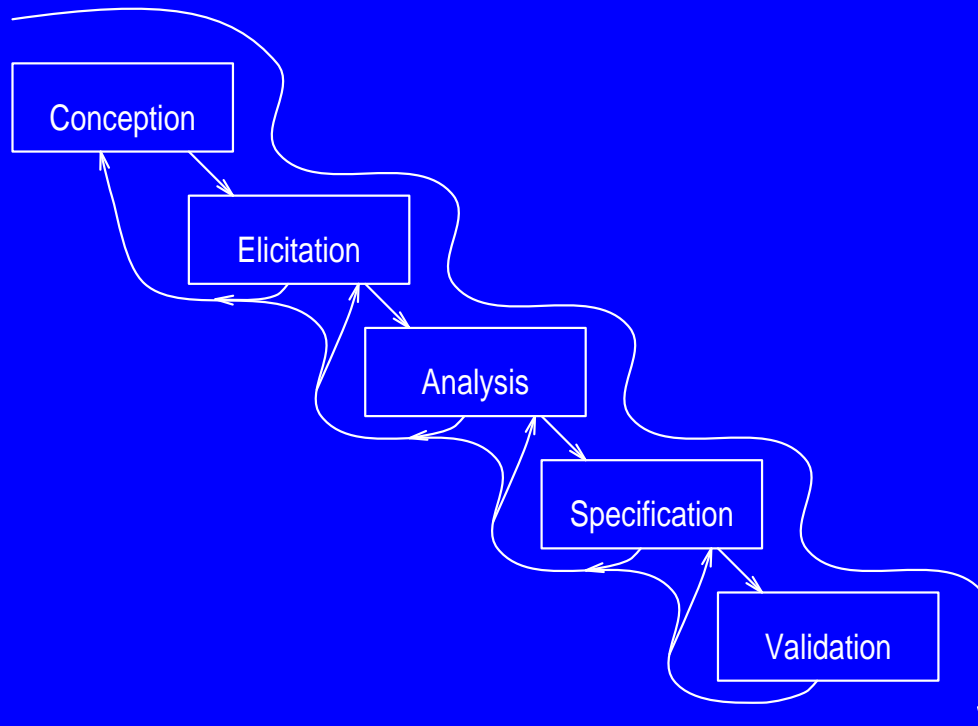 Conception
Elicitation
Analysis
Specification
Validation